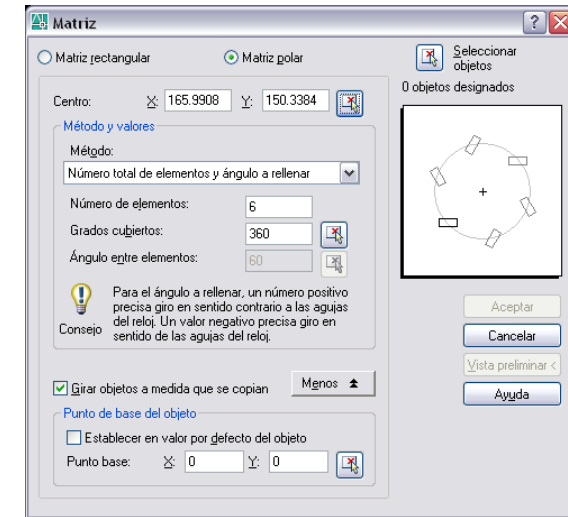 Matriz
Matriz rectangular
Matriz polar
Seleccionar
objetos
0 objetos designados
Centro: X: 165.9908 Y: 150.3384
Método y valores
Método:
Número total de elementos y ángulo a rellenar
Número de elementos: 6
Grados cubiertos: 360
Ángulo entre elementos: 60
Consejo
Para el ángulo a rellenar, un número positivo
precisa giro en sentido contrario a las agujas
del reloj. Un valor negativo precisa giro en
sentido de las agujas del reloj.
Girar objetos a medida que se copian
Menos
Punto de base del objeto
Establecer en valor por defecto del objeto
Punto base: X: 0 Y: 0
Aceptar
Cancelar
Vista preliminar <
Ayuda